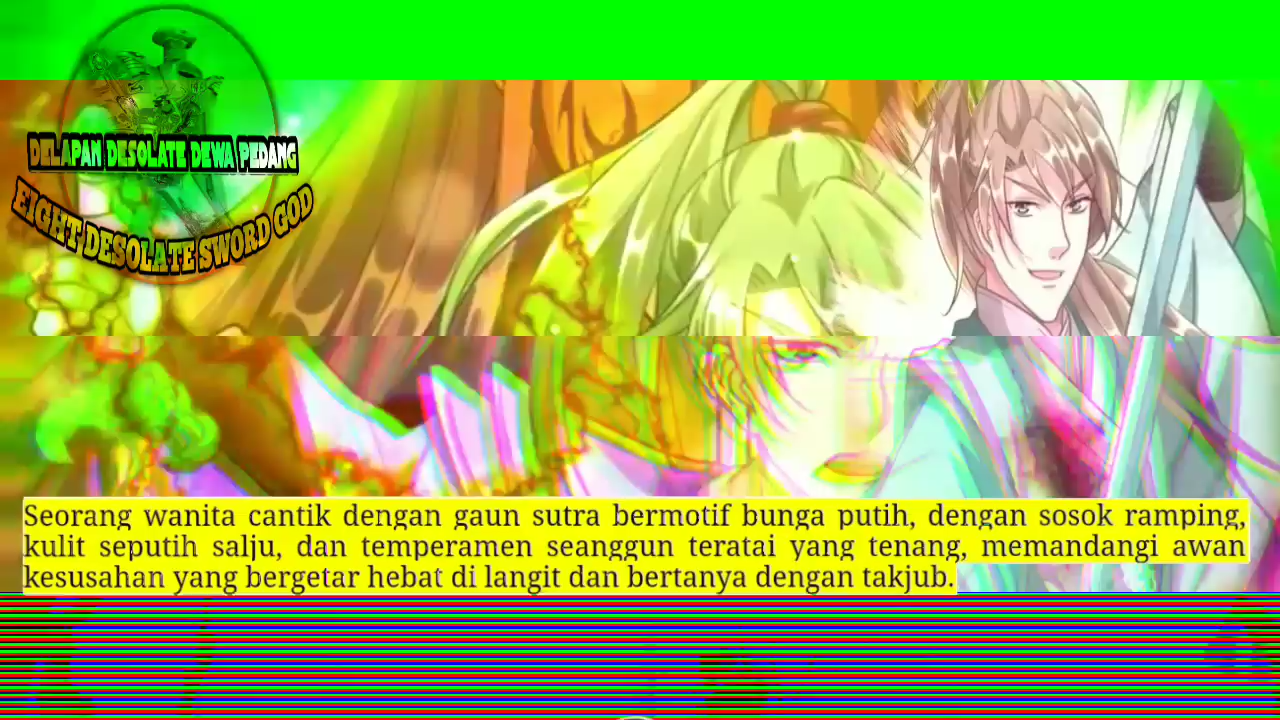 DELAPAN DESOLATE DEWA PEDANG
EIGHT DESOLATE SWORD GOD
Seorang wanita cantik dengan gaun sutra bermotif bunga putih, dengan sosok ramping,
kulit seputih salju, dan temperamen seanggun teratai yang tenang, memandangi awan
kesusahan yang bergetar hebat di langit dan bertanya dengan takjub.